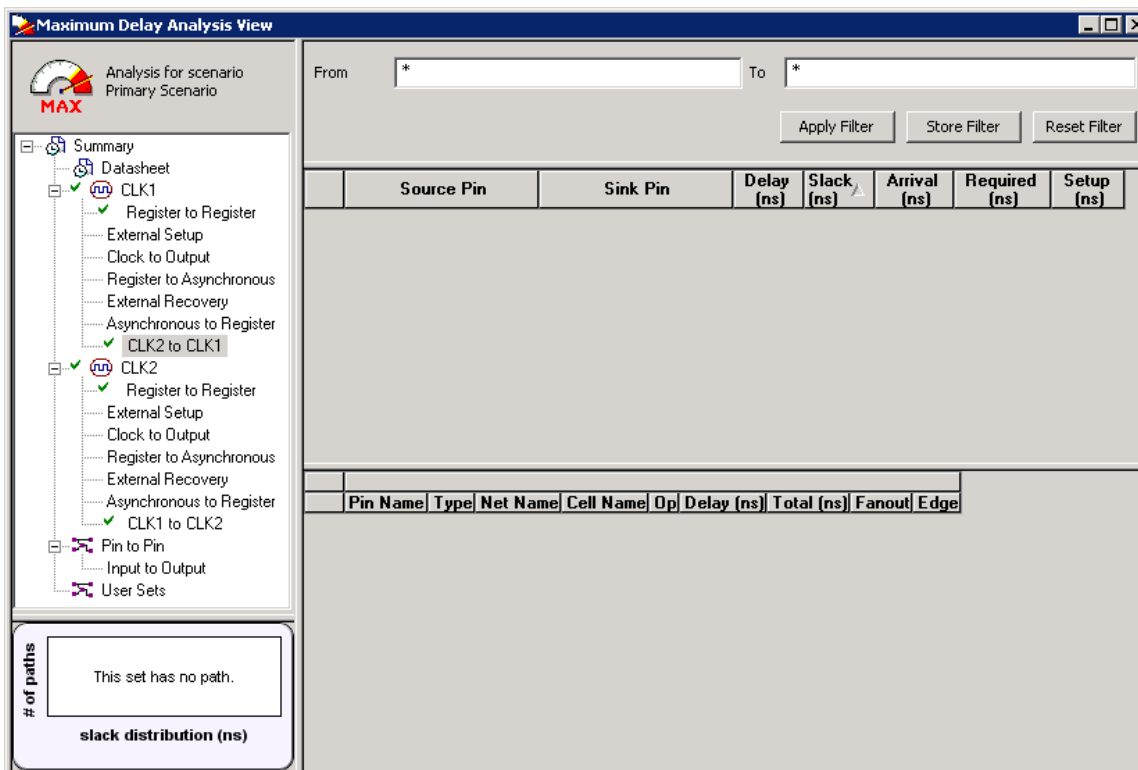 Maximum Delay Analysis View
MAX
Analysis for scenario
Primary Scenario
Summary
Datasheet
CLK1
Register to Register
External Setup
Clock to Output
Register to Asynchronous
External Recovery
Asynchronous to Register
CLK2 to CLK1
CLK2
Register to Register
External Setup
Clock to Output
Register to Asynchronous
External Recovery
Asynchronous to Register
CLK1 to CLK2
Pin to Pin
Input to Output
User Sets
# of paths
This set has no path.
slack distribution (ns)
From * To *
Apply Filter Store Filter Reset Filter
Source Pin Sink Pin Delay (ns) Slack (ns) Arrival (ns) Required (ns) Setup (ns)
Pin Name Type Net Name Cell Name Op Delay (ns) Total (ns) Fanout Edge